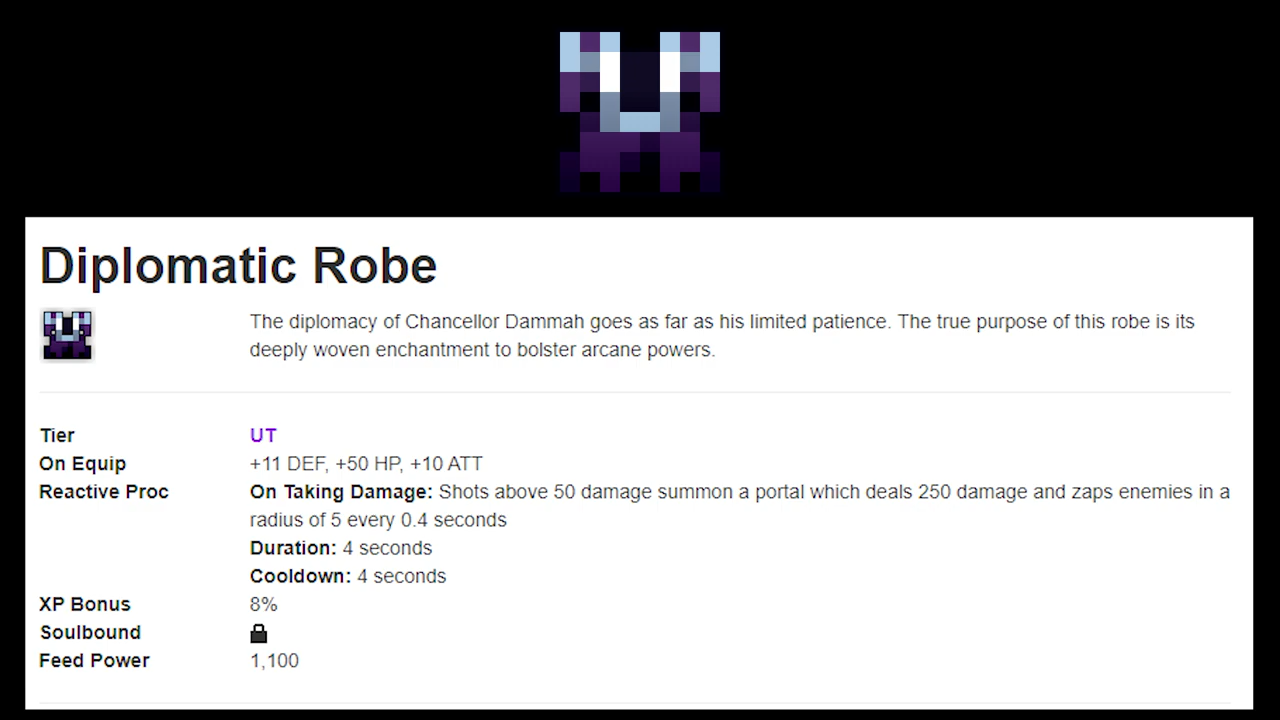 Diplomatic Robe
The diplomacy of Chancellor Dammah goes as far as his limited patience. The true purpose of this robe is its
deeply woven enchantment to bolster arcane powers.
Tier UT
On Equip +11 DEF, +50 HP, +10 ATT
Reactive Proc On Taking Damage: Shots above 50 damage summon a portal which deals 250 damage and zaps enemies in a
radius of 5 every 0.4 seconds
Duration: 4 seconds
Cooldown: 4 seconds
XP Bonus 8%
Soulbound
Feed Power 1,100